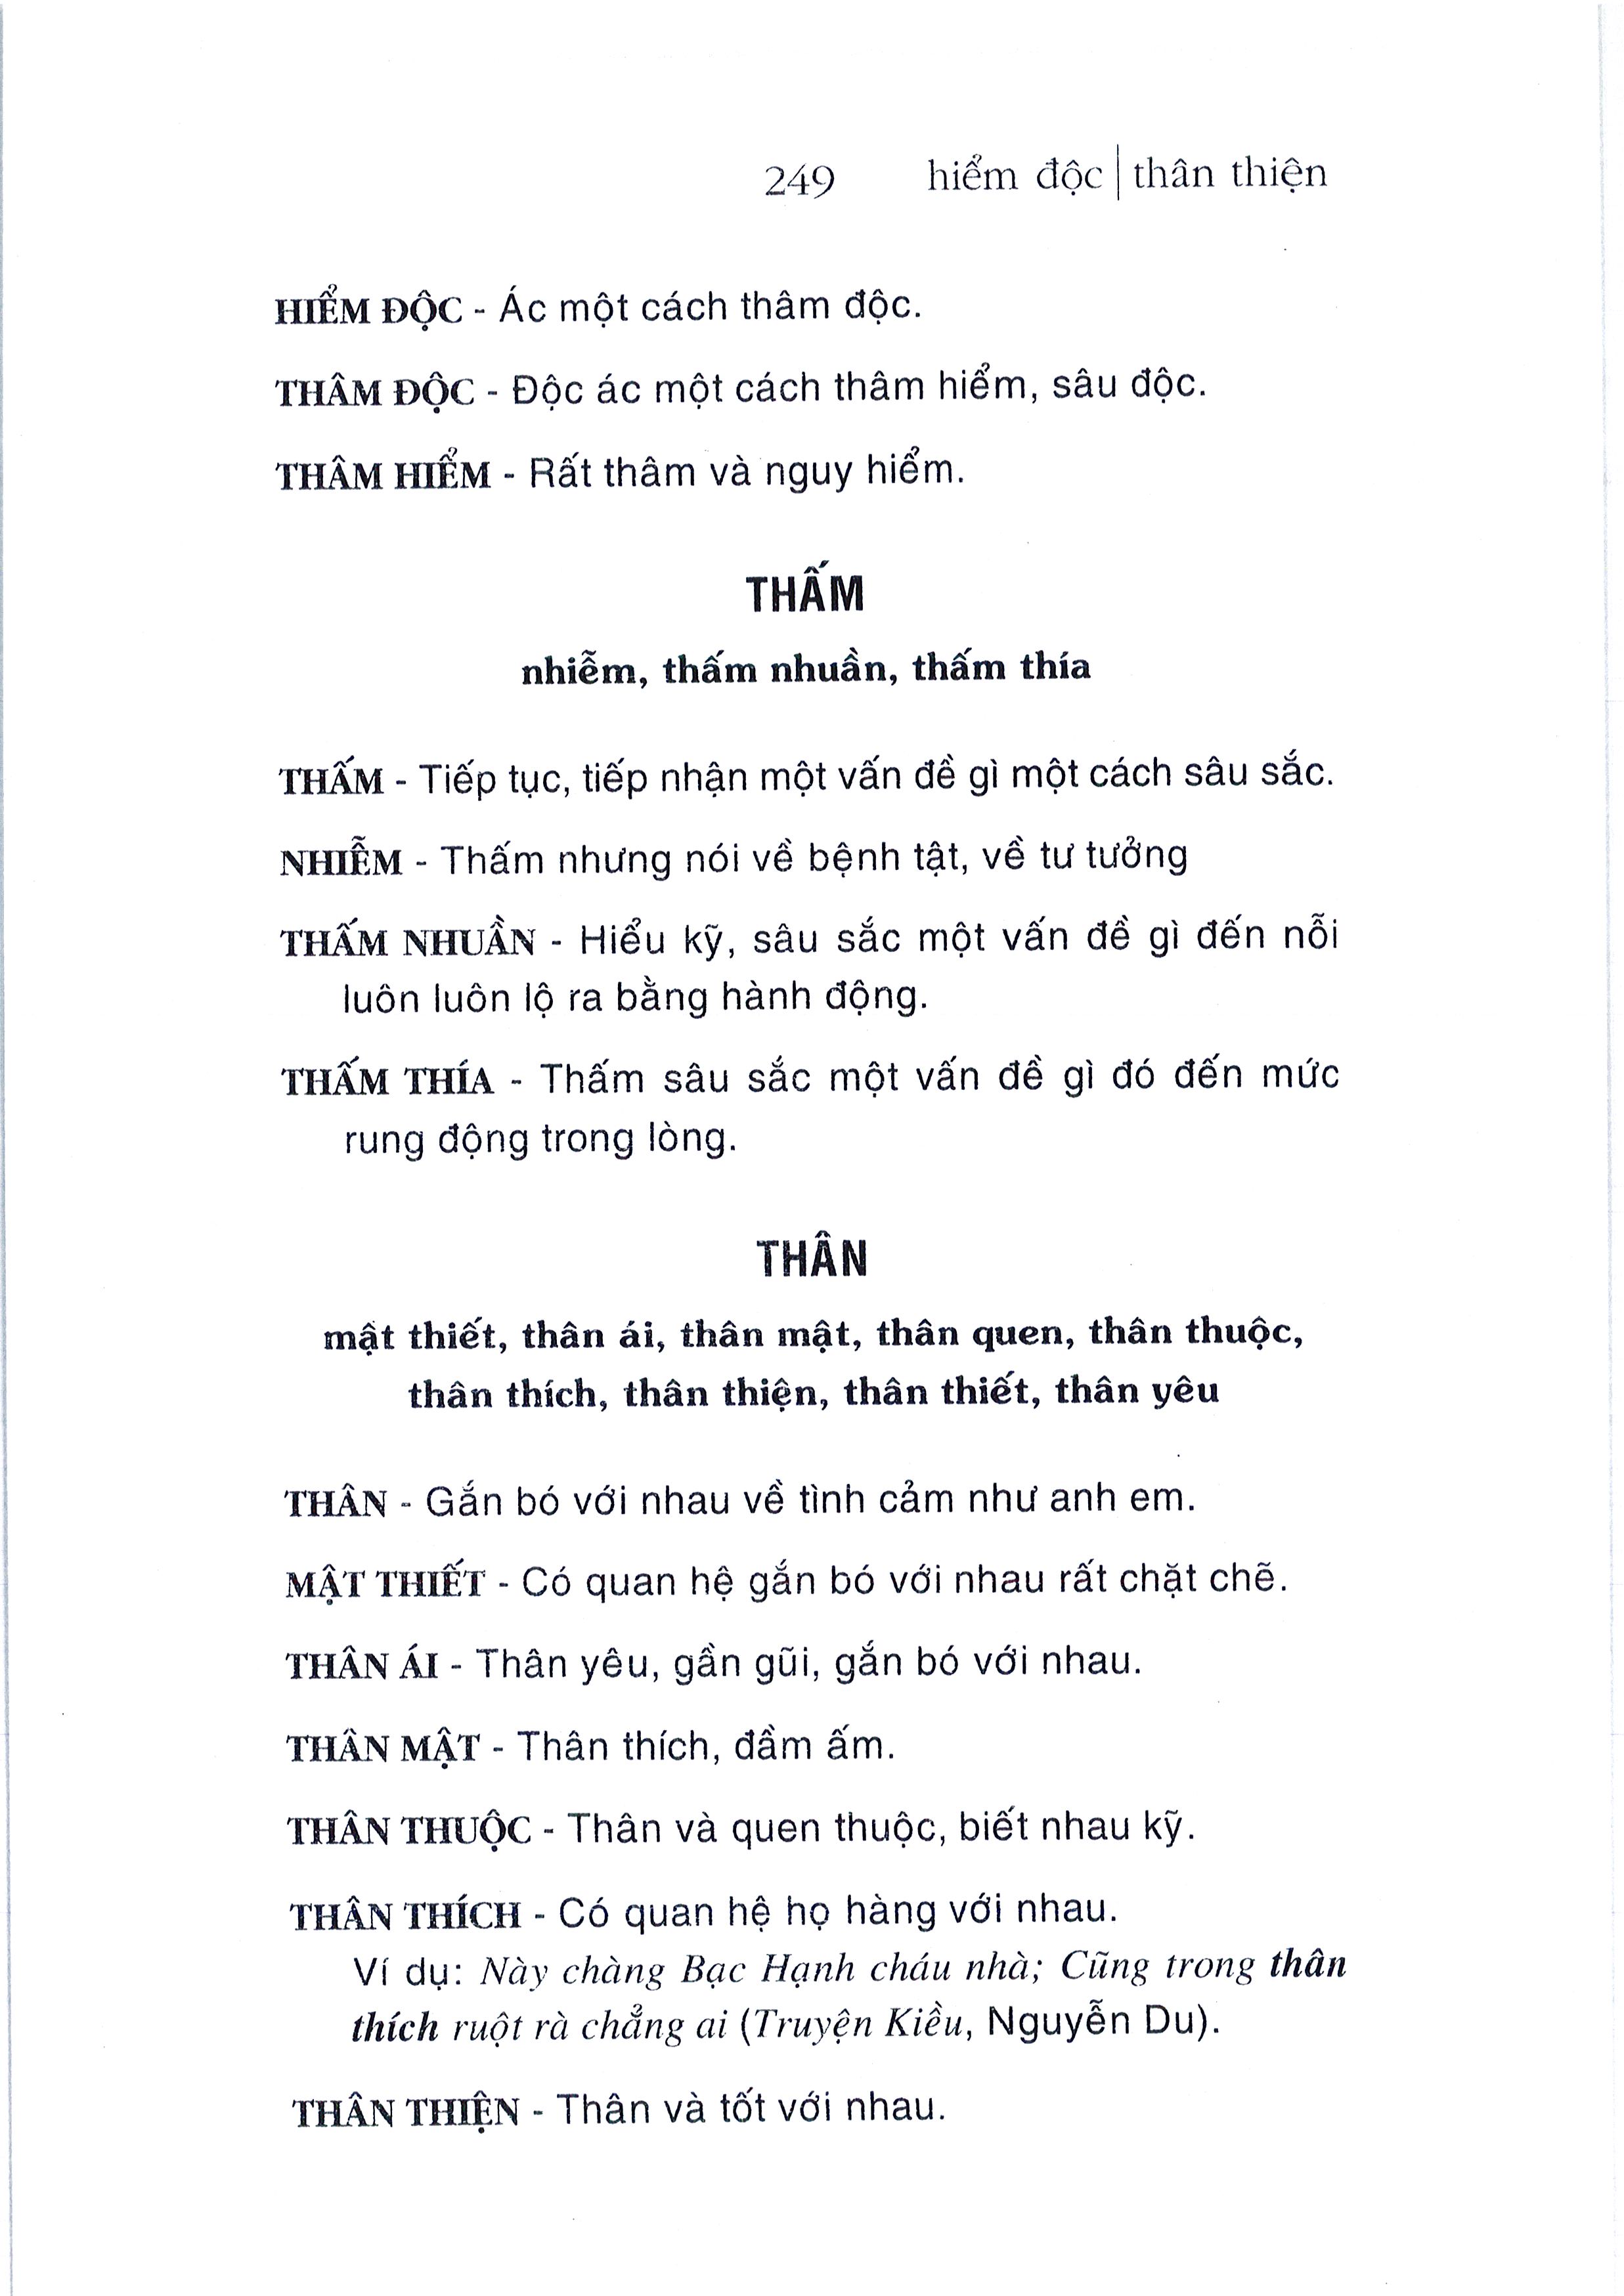 249 hiểm độc | thân thiện
HIỂM ĐỘC - Ác một cách thâm độc.
THÂM ĐỘC - Độc ác một cách thâm hiểm, sâu độc.
THÂM HIỂM - Rất thâm và nguy hiểm.
THẤM
nhiễm, thấm nhuần, thấm thía
THẤM - Tiếp tục, tiếp nhận một vấn đề gì một cách sâu sắc.
NHIỄM - Thấm nhưng nói về bệnh tật, về tư tưởng
THẤM NHUẦN - Hiểu kỹ, sâu sắc một vấn đề gì đến nỗi
luôn luôn lộ ra bằng hành động.
THẤM THÍA - Thấm sâu sắc một vấn đề gì đó đến mức
rung động trong lòng.
THÂN
mật thiết, thân ái, thân mật, thân quen, thân thuộc,
thân thích, thân thiện, thân thiết, thân yêu
THÂN - Gắn bó với nhau về tình cảm như anh em.
MẬT THIẾT - Có quan hệ gắn bó với nhau rất chặt chẽ.
THÂN ÁI - Thân yêu, gần gũi, gắn bó với nhau.
THÂN MẬT - Thân thích, đầm ấm.
THÂN THUỘC - Thân và quen thuộc, biết nhau kỹ.
THÂN THÍCH - Có quan hệ họ hàng với nhau.
Ví dụ: Này chàng Bạc Hạnh cháu nhà; Cũng trong thân
thích ruột rà chẳng ai (Truyện Kiều, Nguyễn Du).
THÂN THIỆN - Thân và tốt với nhau.